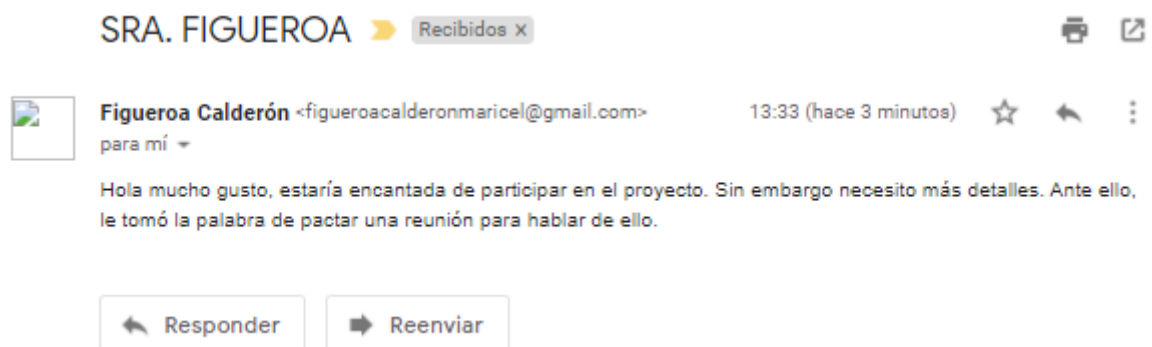 SRA. FIGUEROA Recibidos x
Figueroa Calderón <figueroacalderonmaricel@gmail.com> 13:33 (hace 3 minutos)
para mí
Hola mucho gusto, estaría encantada de participar en el proyecto. Sin embargo necesito más detalles. Ante ello,
le tomó la palabra de pactar una reunión para hablar de ello.
Responder Reenviar